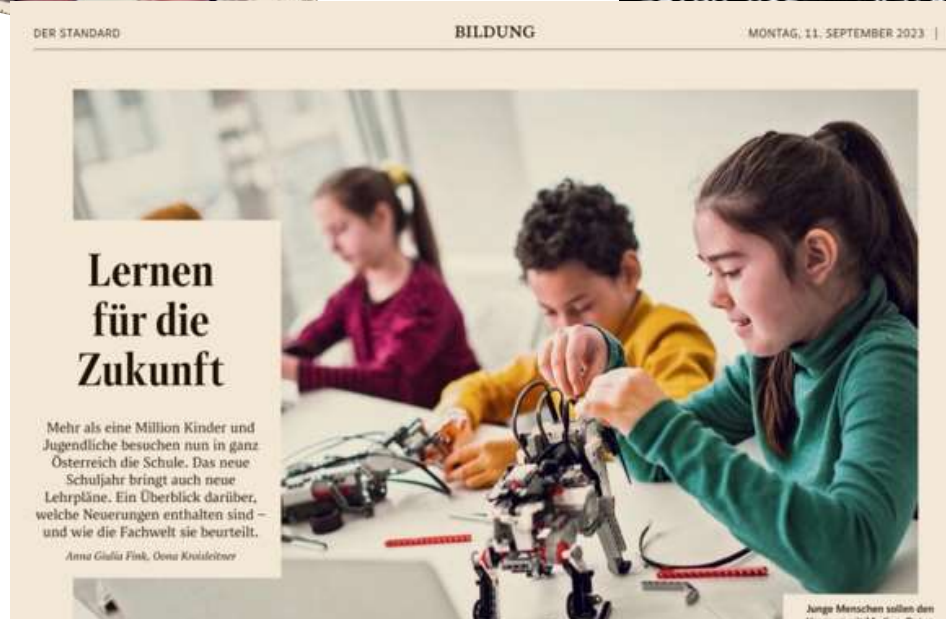 DER STANDARD
BILDUNG
MONTAG, 11. SEPTEMBER 2023 |
Lernen
für die
Zukunft
Mehr als eine Million Kinder und
Jugendliche besuchen nun in ganz
Österreich die Schule. Das neue
Schuljahr bringt auch neue
Lehrpläne. Ein Überblick darüber,
welche Neuerungen enthalten sind –
und wie die Fachwelt sie beurteilt.
Anna Giulia Fink, Oona Kroisleitner
Junge Menschen sollen den